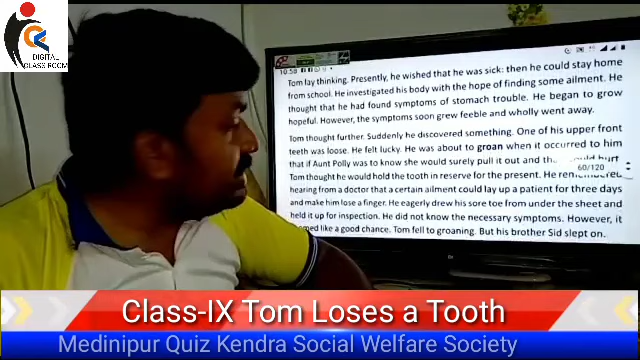 DIGITAL
CLASS ROOM
10:58
Tom lay thinking. Presently, he wished that he was sick: then he could stay home
from school. He investigated his body with the hope of finding some ailment. He
thought that he had found symptoms of stomach trouble. He began to grow
hopeful. However, the symptoms soon grew feeble and wholly went away.
Tom thought further. Suddenly he discovered something. One of his upper front
teeth was loose. He felt lucky. He was about to groan when it occurred to him
that if Aunt Polly was to know she would surely pull it out and hurt
60/120
Tom thought he would hold the tooth in reserve for the present. He remembered
hearing from a doctor that a certain ailment could lay up a patient for three days
and make him lose a finger. He eagerly drew his sore toe from under the sheet and
held it up for inspection. He did not know the necessary symptoms. However, it
like a good chance. Tom fell to groaning. But his brother Sid slept on.
Class-IX Tom Loses a Tooth
Medinipur Quiz Kendra Social Welfare Society